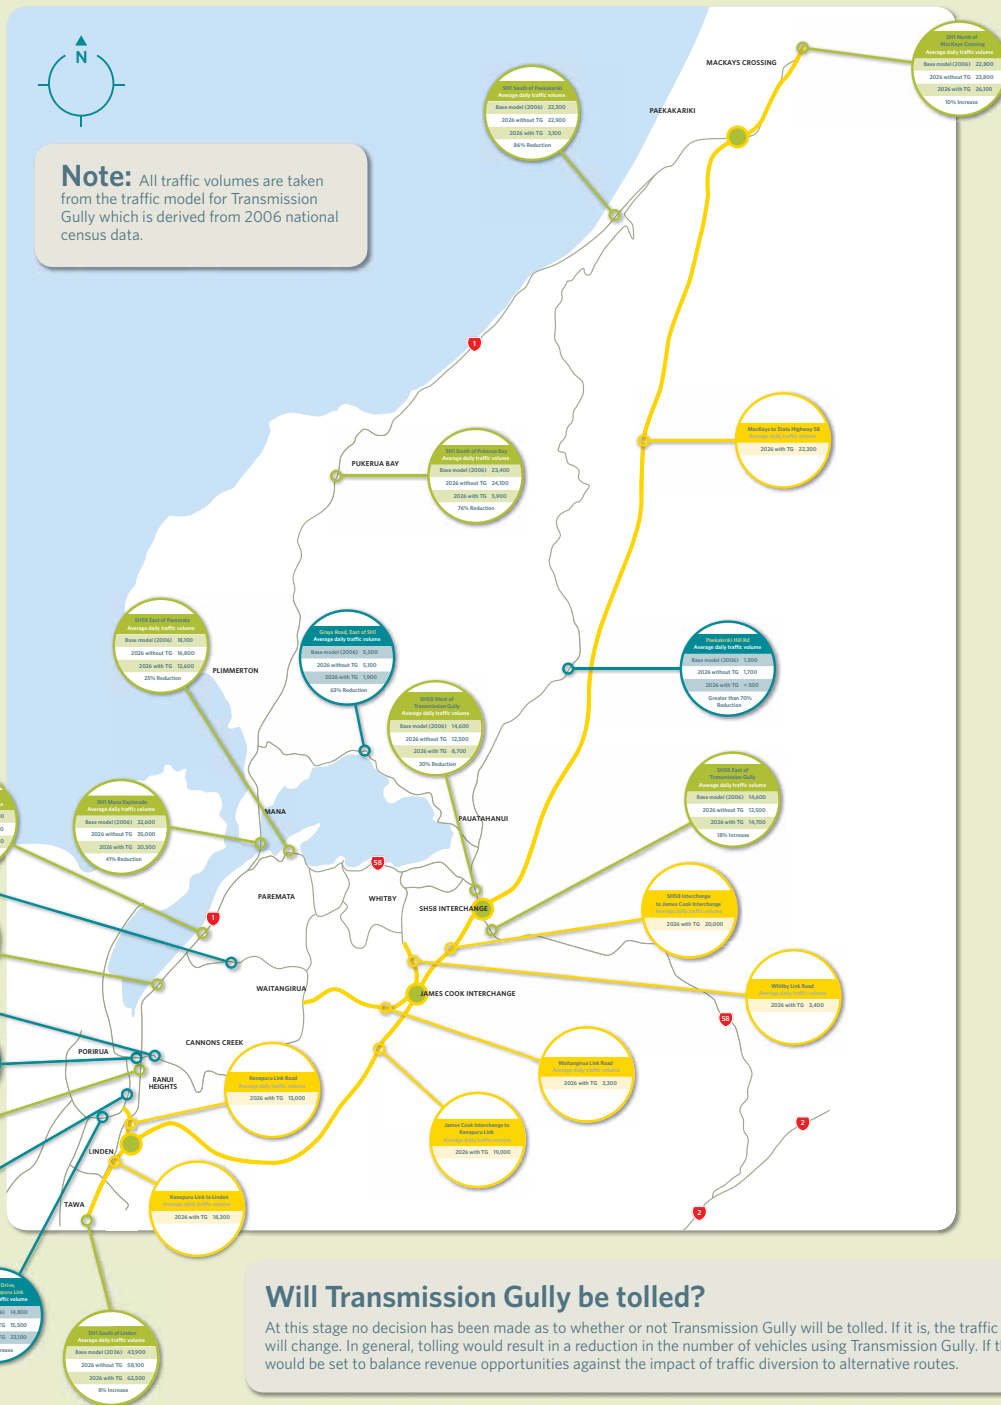 N
Note: All traffic volumes are taken
from the traffic model for Transmission
Gully which is derived from 2006 national
census data.
MACKAYS CROSSING
PAEKAKARIKI
SH1 North of
MacKays Crossing
Average daily traffic volume
Base model (2006) 22,800
2026 without TG 23,800
2026 with TG 26,100
10% Increase
SH1 South of Paekakariki
Average daily traffic volume
Base model (2006) 22,300
2026 without TG 22,900
2026 with TG 3,100
86% Reduction
1
MacKays to State Highway 58
Average daily traffic volume
2026 with TG 22,300
PUKERUA BAY
SH1 South of Pukerua Bay
Average daily traffic volume
Base model (2006) 23,400
2026 without TG 24,100
2026 with TG 5,900
76% Reduction
SH58 East of Paremata
Average daily traffic volume
Base model (2006) 18,100
2026 without TG 16,800
2026 with TG 12,600
25% Reduction
PLIMMERTON
Grays Road, East of SH1
Average daily traffic volume
Base model (2006) 5,500
2026 without TG 5,100
2026 with TG 1,900
63% Reduction
Paekakiriki Hill Rd
Average daily traffic volume
Base model (2006) 1,300
2026 without TG 1,700
2026 with TG < 500
Greater than 70%
Reduction
SH58 West of
Transmission Gully
Average daily traffic volume
Base model (2006) 14,600
2026 without TG 12,500
2026 with TG 8,700
30% Reduction
SH58 East of
Transmission Gully
Average daily traffic volume
Base model (2006) 14,600
2026 without TG 12,500
2026 with TG 14,700
18% Increase
SH1 Mana Esplanade
Average daily traffic volume
Base model (2006) 32,600
2026 without TG 35,000
2026 with TG 20,500
41% Reduction
MANA
PAUATAHANUI
58
PAREMATA
WHITBY
SH58 INTERCHANGE
1
SH58 Interchange
to James Cook Interchange
Average daily traffic volume
2026 with TG 20,000
WAITANGIRUA
JAMES COOK INTERCHANGE
Whitby Link Road
Average daily traffic volume
2026 with TG 3,400
58
CANNONS CREEK
PORIRUA
RANUI
HEIGHTS
Kenepuru Link Road
Average daily traffic volume
2026 with TG 13,000
Waitangirua Link Road
Average daily traffic volume
2026 with TG 3,300
James Cook Interchange to
Kenepuru Link
Average daily traffic volume
2026 with TG 19,000
2
LINDEN
TAWA
Kenepuru Link to Linden
Average daily traffic volume
2026 with TG 18,300
2
Drive,
Link
affic volume
14,800
TG 15,500
TG 23,100
SH1 South of Linden
Average daily traffic volume
Base model (2006) 43,900
2026 without TG 58,100
2026 with TG 62,500
8% Increase
Will Transmission Gully be tolled?
At this stage no decision has been made as to whether or not Transmission Gully will be tolled. If it is, the traffic
will change. In general, tolling would result in a reduction in the number of vehicles using Transmission Gully. If
would be set to balance revenue opportunities against the impact of traffic diversion to alternative routes.